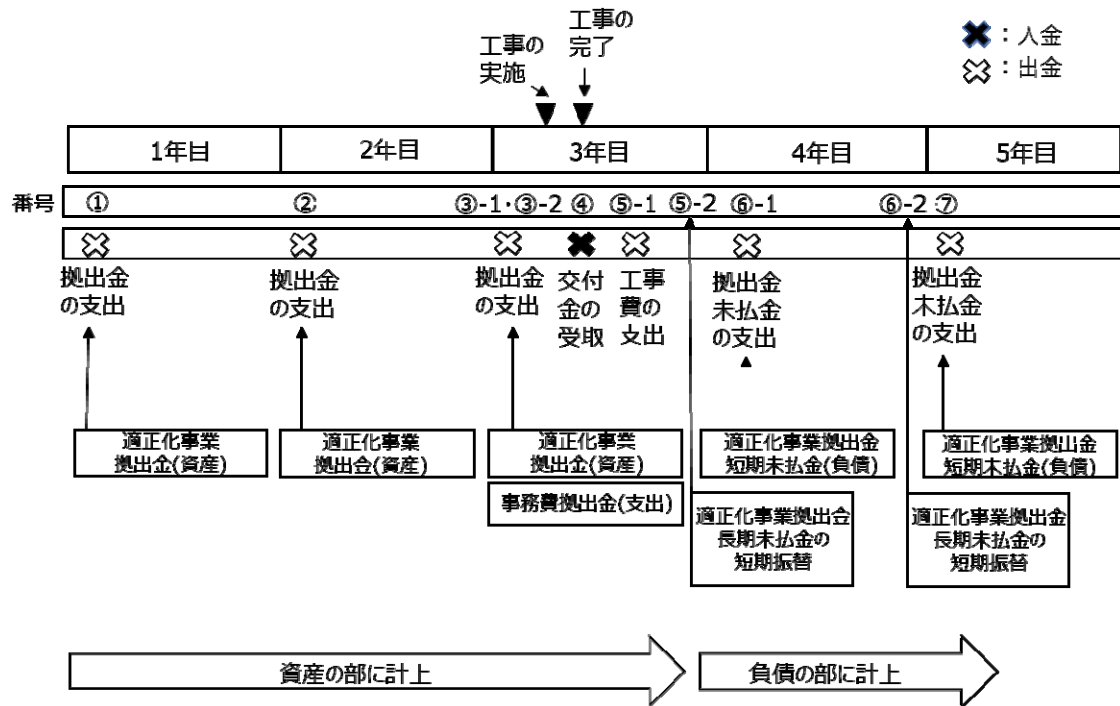 工事の
実施
工事の
完了
：入金
：出金
1年目
2年目
3年目
4年目
5年目
番号
①
②
③-1・③-2
④
⑤-1
⑤-2
⑥-1
⑥-2
⑦
拠出金
の支出
拠出金
の支出
拠出金
の支出
交付
金の
受取
工事
費の
支出
拠出金
未払金
の支出
拠出金
未払金
の支出
適正化事業
拠出金(資産)
適正化事業
拠出金(資産)
適正化事業
拠出金(資産)
事務費拠出金(支出)
適正化事業拠出金
短期未払金(負債)
適正化事業拠出金
短期未払金(負債)
適正化事業拠出金
長期未払金の
短期振替
適正化事業拠出金
長期未払金の
短期振替
資産の部に計上
負債の部に計上